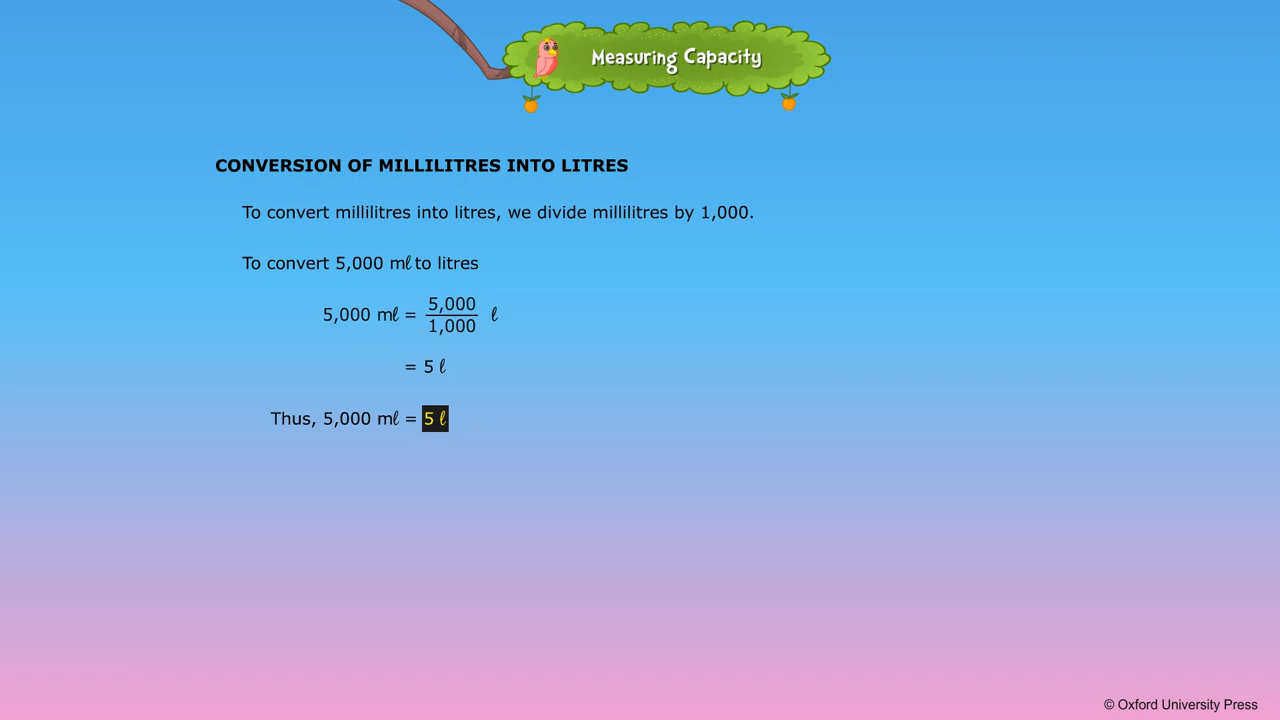 Measuring Capacity
CONVERSION OF MILLILITRES INTO LITRES
To convert millilitres into litres, we divide millilitres by 1,000.
To convert 5,000 mℓ to litres
5,000 mℓ = 5,000/1,000 ℓ
= 5 ℓ
Thus, 5,000 mℓ = 5 ℓ
© Oxford University Press